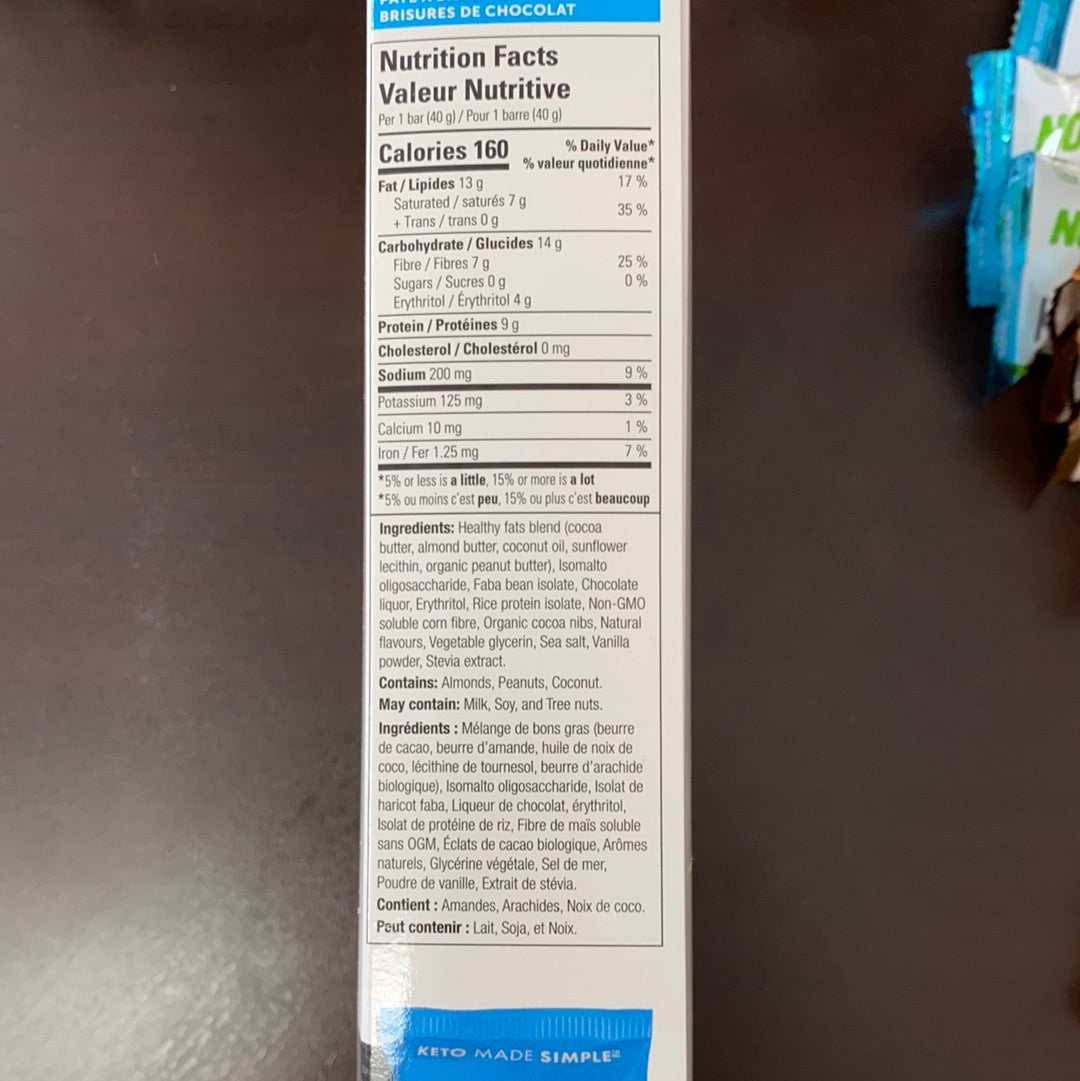 BRISURES DE CHOCOLAT
Nutrition Facts
Valeur Nutritive
Per 1 bar (40 g) / Pour 1 barre (40 g)
Calories 160
% Daily Value*
% valeur quotidienne*
Fat / Lipides 13 g 17 %
Saturated / saturés 7 g
+ Trans / trans 0 g 35 %
Carbohydrate / Glucides 14 g
Fibre / Fibres 7 g 25 %
Sugars / Sucres 0 g 0 %
Erythritol / Érythritol 4 g
Protein / Protéines 9 g
Cholesterol / Cholestérol 0 mg
Sodium 200 mg 9 %
Potassium 125 mg 3 %
Calcium 10 mg 1 %
Iron / Fer 1.25 mg 7 %
*5% or less is a little, 15% or more is a lot
*5% ou moins c'est peu, 15% ou plus c'est beaucoup
Ingredients: Healthy fats blend (cocoa
butter, almond butter, coconut oil, sunflower
lecithin, organic peanut butter), Isomalto
oligosaccharide, Faba bean isolate, Chocolate
liquor, Erythritol, Rice protein isolate, Non-GMO
soluble corn fibre, Organic cocoa nibs, Natural
flavours, Vegetable glycerin, Sea salt, Vanilla
powder, Stevia extract.
Contains: Almonds, Peanuts, Coconut.
May contain: Milk, Soy, and Tree nuts.
Ingrédients : Mélange de bons gras (beurre
de cacao, beurre d'amande, huile de noix de
coco, lécithine de tournesol, beurre d'arachide
biologique), Isomalto oligosaccharide, Isolat de
haricot faba, Liqueur de chocolat, érythritol,
Isolat de protéine de riz, Fibre de maïs soluble
sans OGM, Éclats de cacao biologique, Arômes
naturels, Glycérine végétale, Sel de mer,
Poudre de vanille, Extrait de stévia.
Contient : Amandes, Arachides, Noix de coco.
Peut contenir : Lait, Soja, et Noix.
KETO MADE SIMPLE